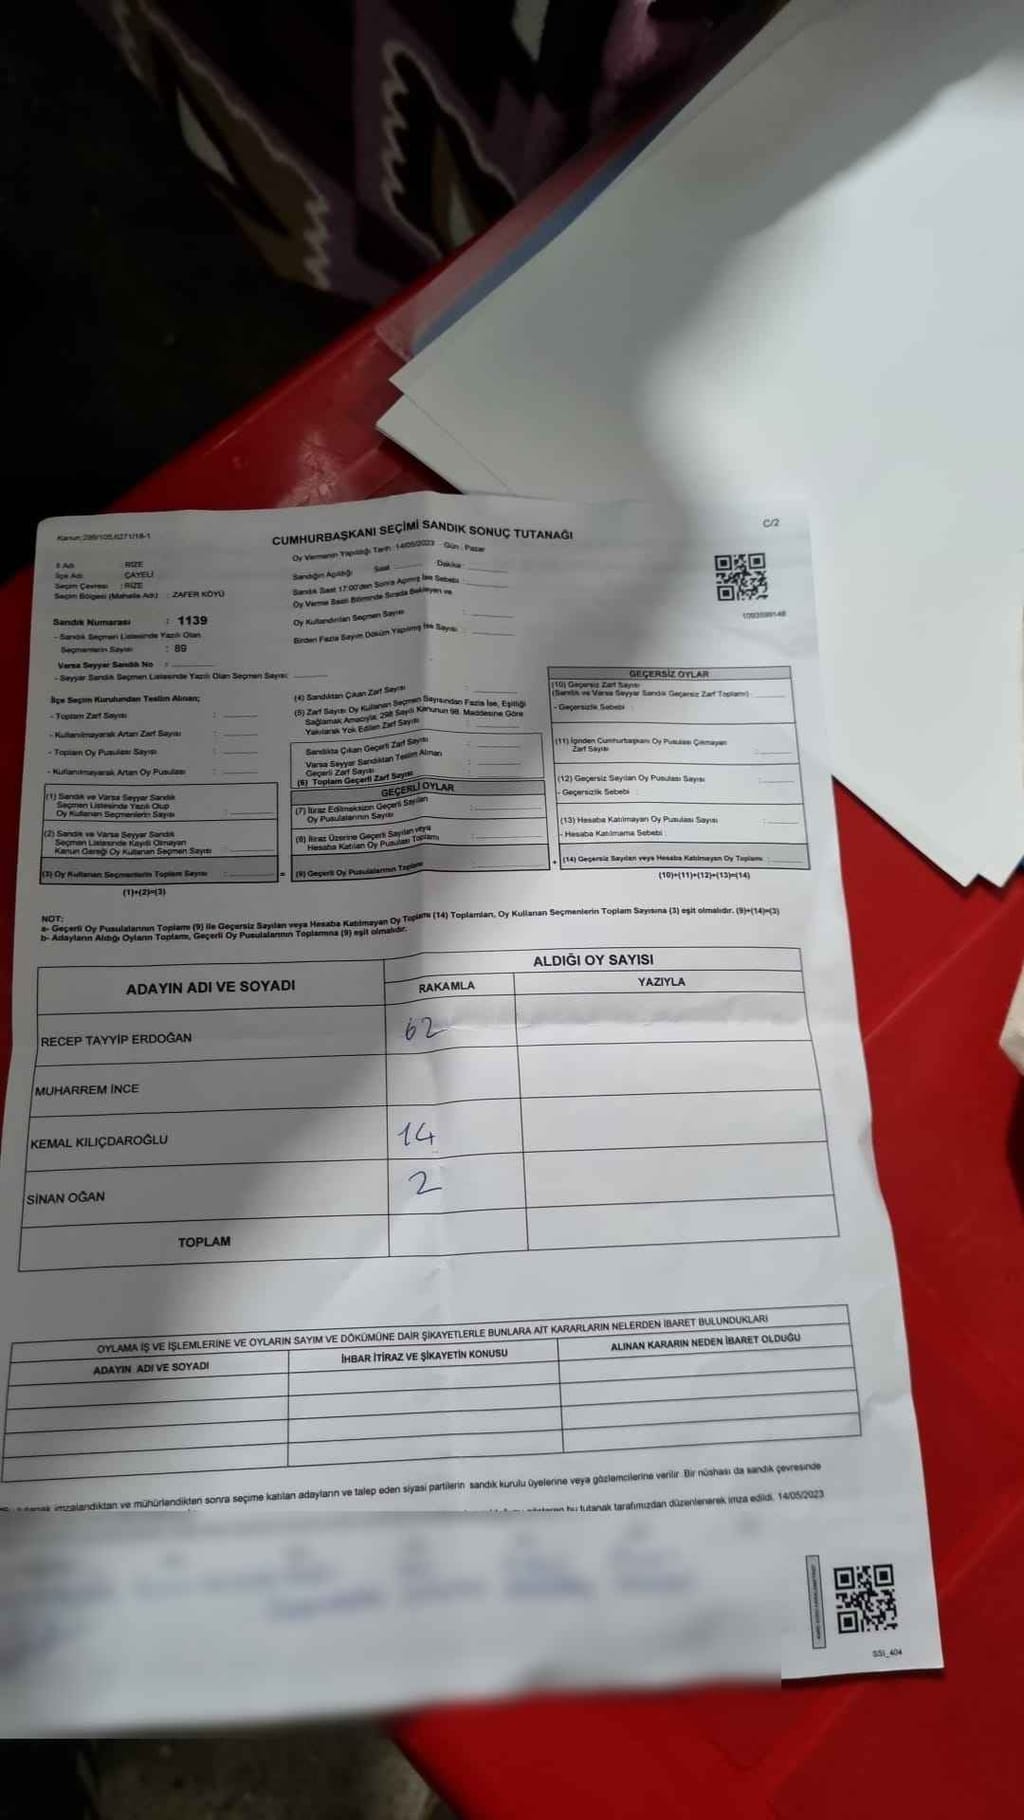 Kanun: 298/105,6271/18-1
CUMHURBAŞKANI SEÇİMİ SANDIK SONUÇ TUTANAĞI
C/2
Oy Vermenin Yapıldığı Tarih : 14/05/2023 Gün : Pazar
İl Adı : RİZE
İlçe Adı : ÇAYELİ
Seçim Çevresi : RİZE
Seçim Bölgesi (Mahalle Adı) : ZAFER KÖYÜ
Sandığın Açıldığı Saat Dakika
Sandık Saat 17:00'den Sonra Açılmış İse Sebebi :
Oy Verme Saati Bitiminde Sırada Bekleyen ve
Oy Kullandırılan Seçmen Sayısı :
Birden Fazla Sayım Döküm Yapılmış İse Sayısı :
Sandık Numarası : 1139
- Sandık Seçmen Listesinde Yazılı Olan
Seçmenlerin Sayısı : 89
Varsa Seyyar Sandık No :
- Seyyar Sandık Seçmen Listesinde Yazılı Olan Seçmen Sayısı:
İlçe Seçim Kurulundan Teslim Alınan;
- Toplam Zarf Sayısı :
- Kullanılmayarak Artan Zarf Sayısı :
- Toplam Oy Pusulası Sayısı :
- Kullanılmayarak Artan Oy Pusulası :
(1) Sandık ve Varsa Seyyar Sandık
Seçmen Listesinde Yazılı Olup
Oy Kullanan Seçmenlerin Sayısı :
(2) Sandık ve Varsa Seyyar Sandık
Seçmen Listesinde Kayıtlı Olmayan
Kanun Gereği Oy Kullanan Seçmen Sayısı :
(3) Oy Kullanan Seçmenlerin Toplam Sayısı :
(1)+(2)=(3)
(4) Sandıktan Çıkan Zarf Sayısı :
(5) Zarf Sayısı Oy Kullanan Seçmen Sayısından Fazla İse, Eşitliği
Sağlamak Amacıyla; 298 Sayılı Kanunun 98. Maddesine Göre
Yakılarak Yok Edilen Zarf Sayısı :
Sandıkta Çıkan Geçerli Zarf Sayısı :
Varsa Seyyar Sandıktan Teslim Alınan
Geçerli Zarf Sayısı :
(6) Toplam Geçerli Zarf Sayısı :
GEÇERLİ OYLAR
(7) İtiraz Edilmeksizin Geçerli Sayılan
Oy Pusulalarının Sayısı :
(8) İtiraz Üzerine Geçerli Sayılan veya
Hesaba Katılan Oy Pusulası Toplamı :
(9) Geçerli Oy Pusulalarının Toplamı :
GEÇERSİZ OYLAR
(10) Geçersiz Zarf Sayısı
(Sandık ve Varsa Seyyar Sandık Geçersiz Zarf Toplamı) :
- Geçersizlik Sebebi :
(11) İçinden Cumhurbaşkanı Oy Pusulası Çıkmayan
Zarf Sayısı :
(12) Geçersiz Sayılan Oy Pusulası Sayısı :
- Geçersizlik Sebebi :
(13) Hesaba Katılmayan Oy Pusulası Sayısı :
- Hesaba Katılmama Sebebi :
(14) Geçersiz Sayılan veya Hesaba Katılmayan Oy Toplamı :
(10)+(11)+(12)+(13)=(14)
NOT:
a- Geçerli Oy Pusulalarının Toplamı (9) ile Geçersiz Sayılan veya Hesaba Katılmayan Oy Toplamı (14) Toplamları, Oy Kullanan Seçmenlerin Toplam Sayısına (3) eşit olmalıdır. (9)+(14)=(3)
b- Adayların Aldığı Oyların Toplamı, Geçerli Oy Pusulalarının Toplamına (9) eşit olmalıdır.
ADAYIN ADI VE SOYADI
ALDIĞI OY SAYISI
RAKAMLA YAZIYLA
RECEP TAYYİP ERDOĞAN 62
MUHARREM İNCE
KEMAL KILIÇDAROĞLU 14
SİNAN OĞAN 2
TOPLAM
OYLAMA İŞ VE İŞLEMLERİNE VE OYLARIN SAYIM VE DÖKÜMÜNE DAİR ŞİKAYETLERLE BUNLARA AİT KARARLARIN NELERDEN İBARET BULUNDUKLARI
ADAYIN ADI VE SOYADI İHBAR İTİRAZ VE ŞİKAYETİN KONUSU ALINAN KARARIN NEDEN İBARET OLDUĞU
imzalandıktan ve mühürlendikten sonra seçime katılan adayların ve talep eden siyasi partilerin sandık kurulu üyelerine veya gözlemcilerine verilir. Bir nüshası da sandık çevresinde
bu tutanak tarafımızdan düzenlenerek imza edildi. 14/05/2023
SSI_404